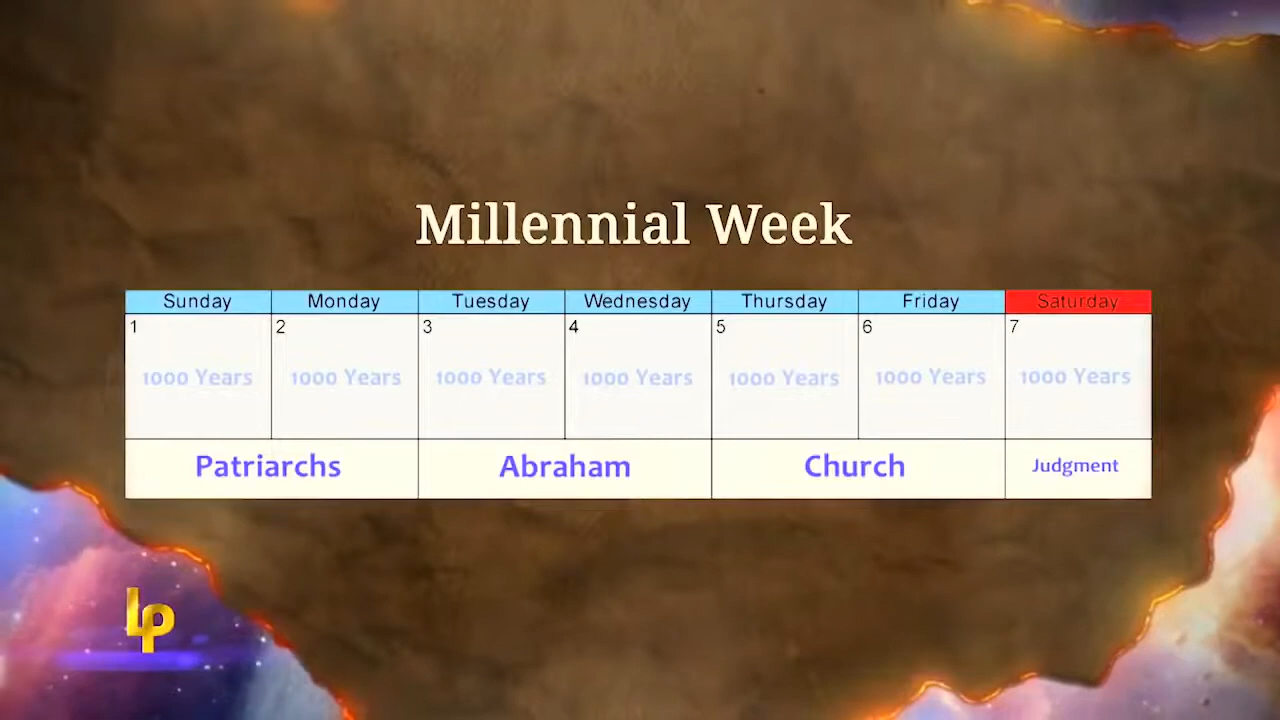 Millennial Week
Sunday Monday Tuesday Wednesday Thursday Friday Saturday
1 2 3 4 5 6 7
1000 Years 1000 Years 1000 Years 1000 Years 1000 Years 1000 Years 1000 Years
Patriarchs Abraham Church Judgment
Lp